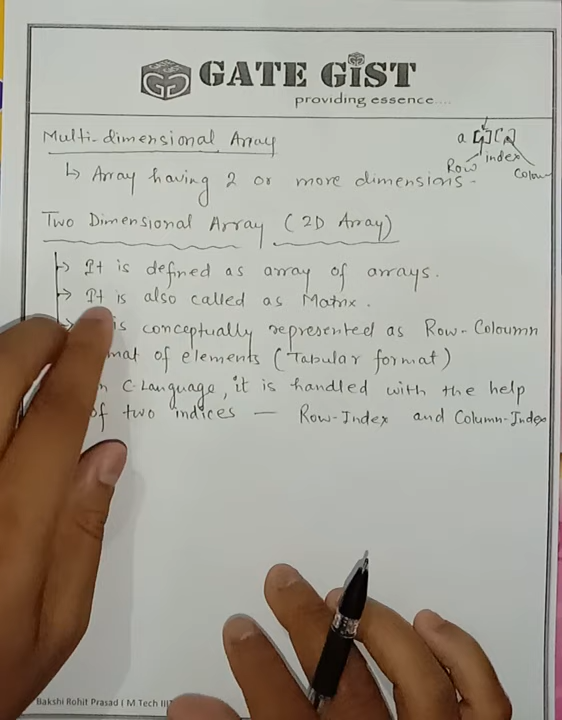 GATE GiST
providing essence....
Multi-dimensional Array
a[][]
Row index Colou
↳ Array having 2 or more dimensions.
Two Dimensional Array (2D Array)
→ It is defined as array of arrays.
→ It is also called as Matrix.
→ is conceptually represented as Row-Coloumn
mat of elements (Tabular format)
n C-Language, it is handled with the help
of two indices — Row-Index and Column-Index
Bakshi Rohit Prasad ( M Tech III